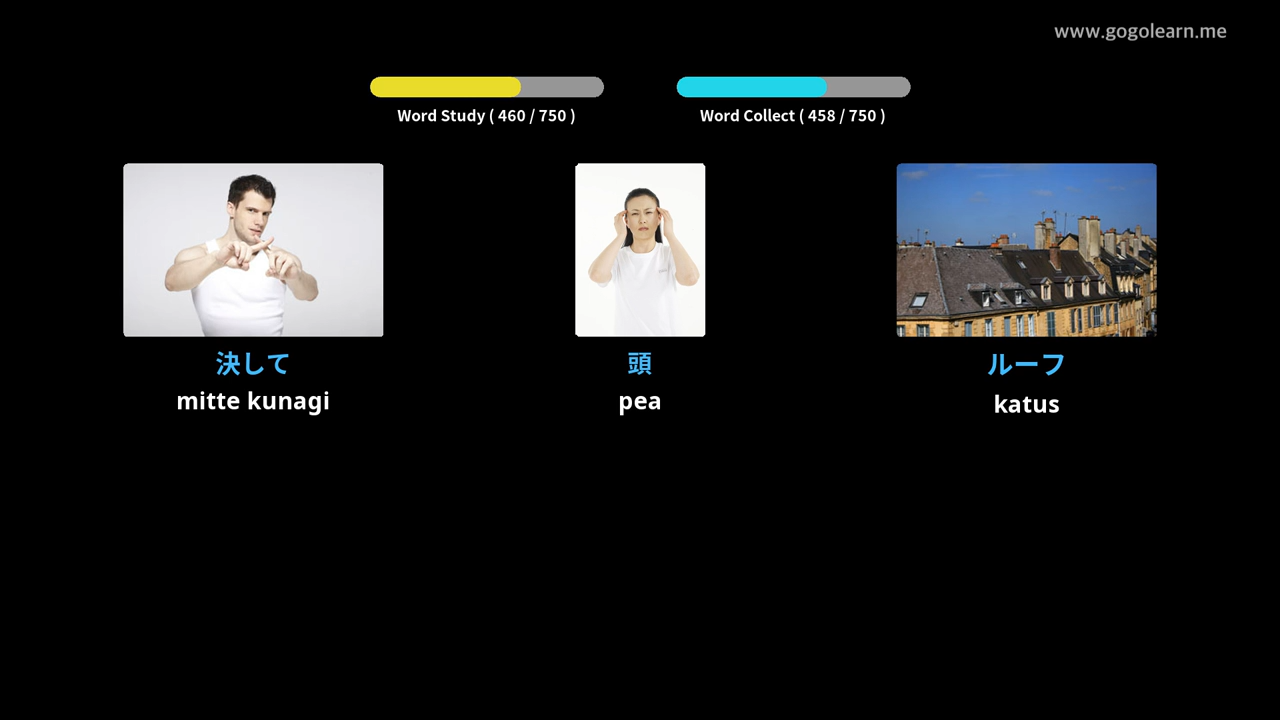 www.gogolearn.me
Word Study ( 460 / 750 )
Word Collect ( 458 / 750 )
決して
mitte kunagi
頭
pea
ルーフ
katus